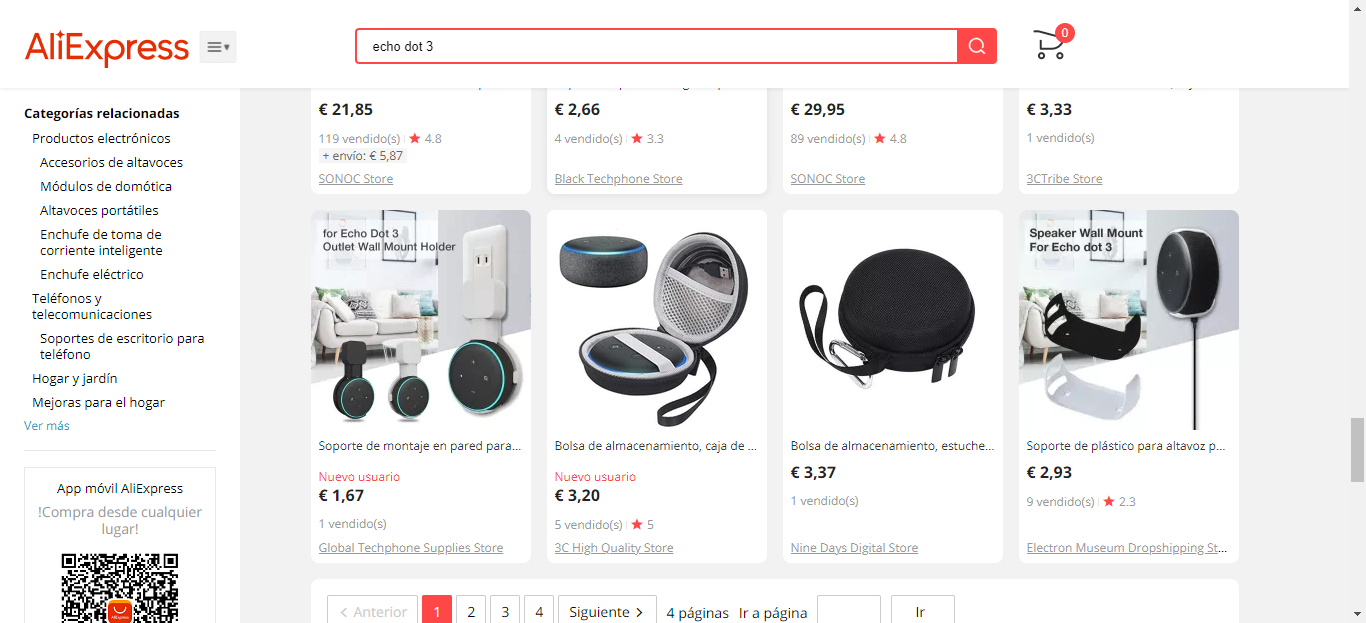 AliExpress
echo dot 3
0
Categorías relacionadas
Productos electrónicos
Accesorios de altavoces
Módulos de domótica
Altavoces portátiles
Enchufe de toma de
corriente inteligente
Enchufe eléctrico
Teléfonos y
telecomunicaciones
Soportes de escritorio para
teléfono
Hogar y jardín
Mejoras para el hogar
Ver más
App móvil AliExpress
!Compra desde cualquier
lugar!
€ 21,85
119 vendido(s) 4.8
+ envío: € 5,87
SONOC Store
€ 2,66
4 vendido(s) 3.3
Black Techphone Store
€ 29,95
89 vendido(s) 4.8
SONOC Store
€ 3,33
1 vendido(s)
3CTribe Store
for Echo Dot 3
Outlet Wall Mount Holder
Soporte de montaje en pared para...
Nuevo usuario
€ 1,67
1 vendido(s)
Global Techphone Supplies Store
Bolsa de almacenamiento, caja de ...
Nuevo usuario
€ 3,20
5 vendido(s) 5
3C High Quality Store
Bolsa de almacenamiento, estuche...
€ 3,37
1 vendido(s)
Nine Days Digital Store
Speaker Wall Mount
For Echo dot 3
Soporte de plástico para altavoz p...
€ 2,93
9 vendido(s) 2.3
Electron Museum Dropshipping St...
< Anterior 1 2 3 4 Siguiente > 4 páginas Ir a página Ir